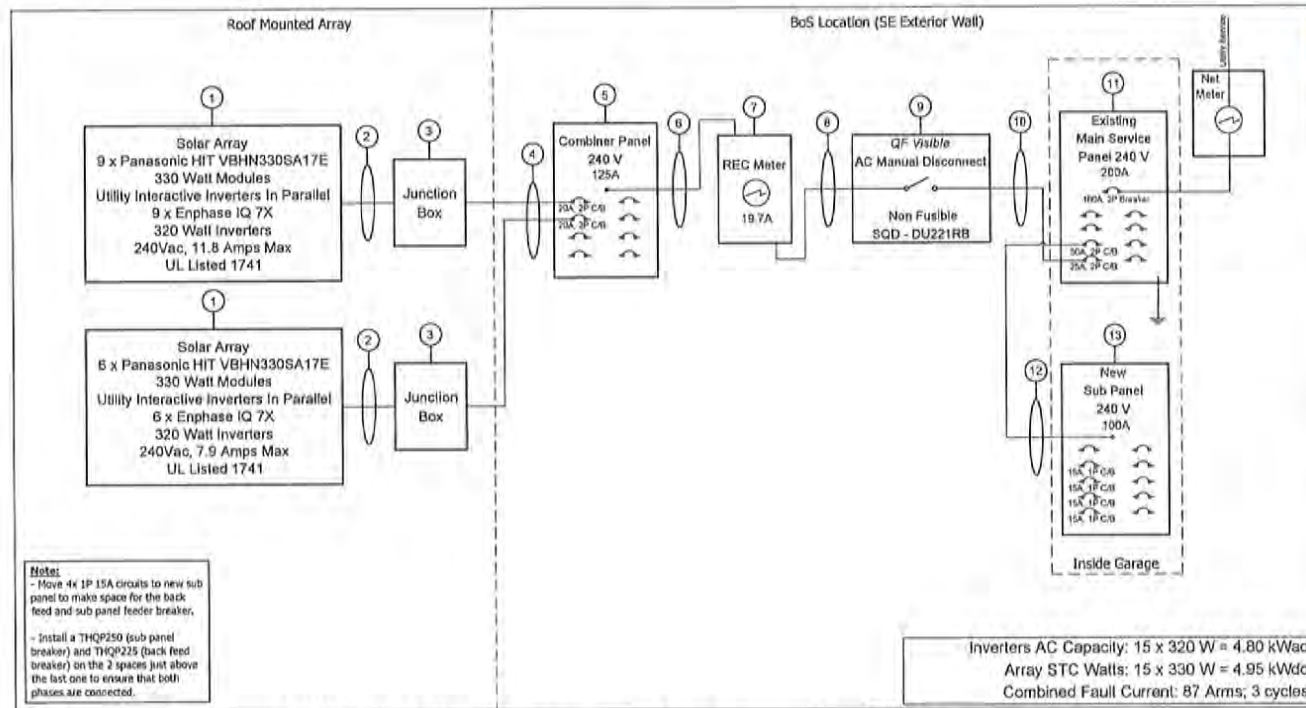 Roof Mounted Array
BoS Location (SE Exterior Wall)
1
Solar Array
9 x Panasonic HIT VBHN330SA17E
330 Watt Modules
Utility Interactive Inverters In Parallel
9 x Enphase IQ 7X
320 Watt Inverters
240Vac, 11.8 Amps Max
UL Listed 1741
2
3
Junction
Box
1
Solar Array
6 x Panasonic HIT VBHN330SA17E
330 Watt Modules
Utility Interactive Inverters In Parallel
6 x Enphase IQ 7X
320 Watt Inverters
240Vac, 7.9 Amps Max
UL Listed 1741
2
3
Junction
Box
4
5
Combiner Panel
240 V
125A
20A, 2P C/B
20A, 2P C/B
6
7
REC Meter
19.7A
8
9
QF Visible
AC Manual Disconnect
Non Fusible
SQD - DU221RB
10
11
Existing
Main Service
Panel 240 V
200A
2P Breaker
50A, 2P C/B
25A, 2P C/B
Utility Service
Net
Meter
12
13
New
Sub Panel
240 V
100A
15A, 1P C/B
15A, 1P C/B
15A, 1P C/B
15A, 1P C/B
Inside Garage
Note:
- Move 4x 1P 15A circuits to new sub
panel to make space for the back
feed and sub panel feeder breaker.
- Install a THQP250 (sub panel
breaker) and THQP225 (back feed
breaker) on the 2 spaces just above
the last one to ensure that both
phases are connected.
Inverters AC Capacity: 15 x 320 W = 4.80 kWac
Array STC Watts: 15 x 330 W = 4.95 kWdc
Combined Fault Current: 87 Arms; 3 cycles